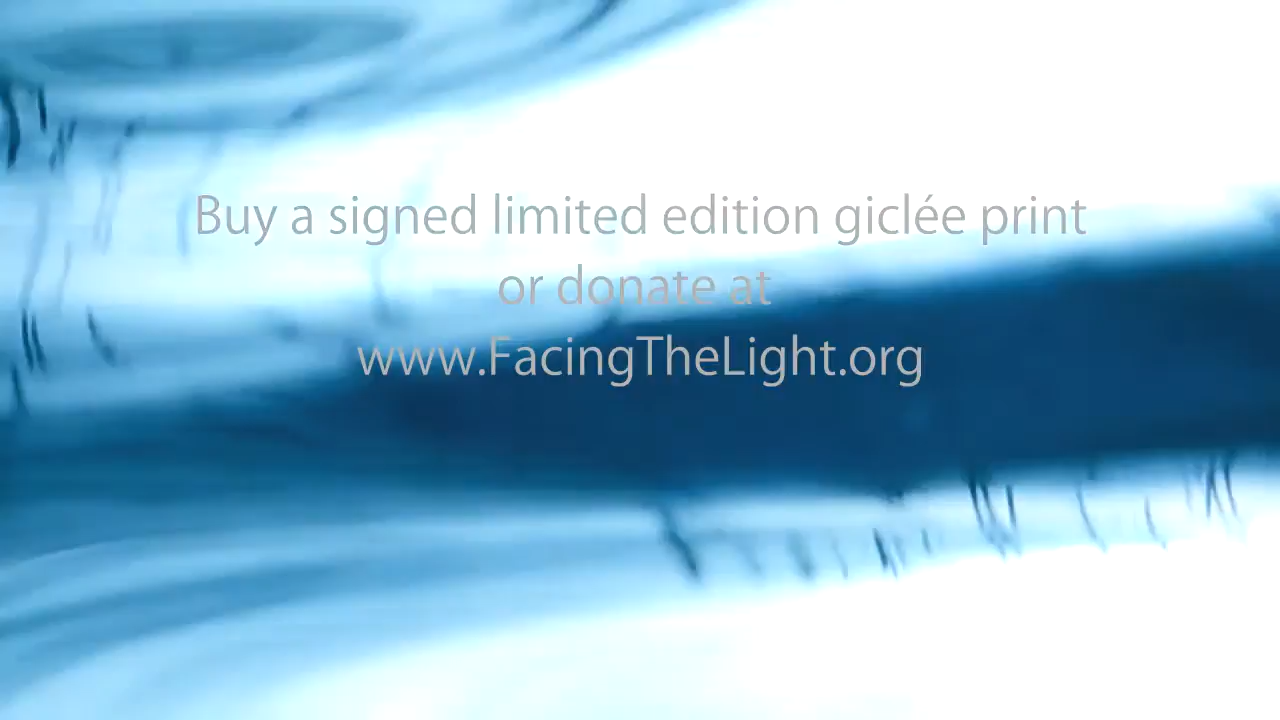 Buy a signed limited edition giclée print
or donate at
www.FacingTheLight.org